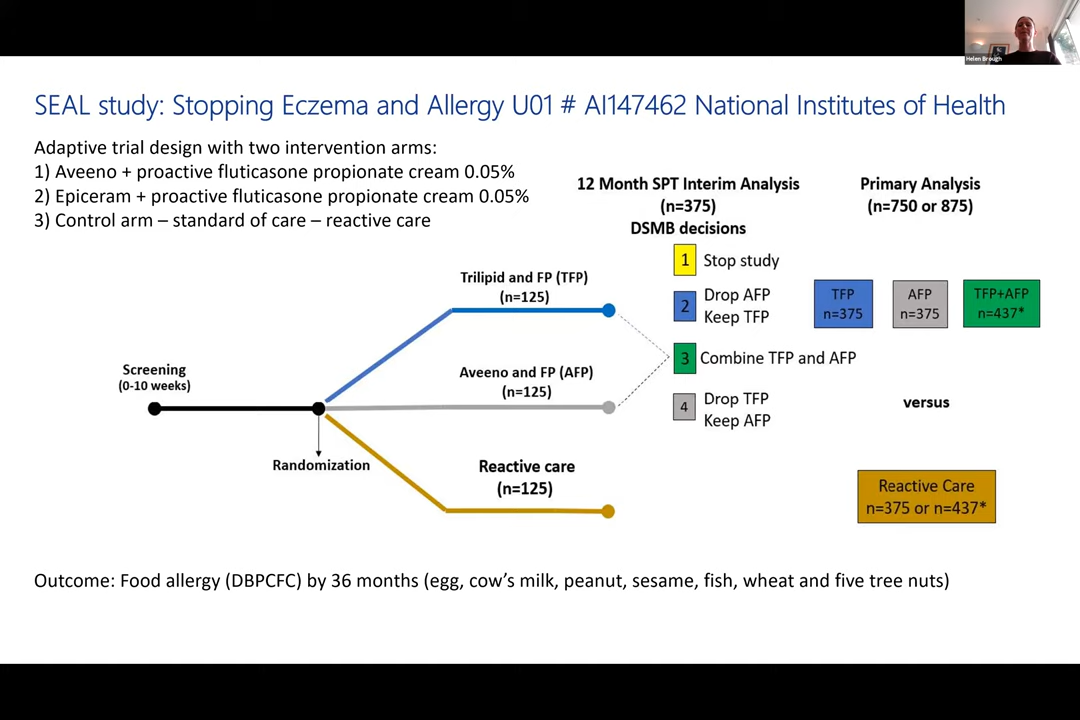 Helen Brough
SEAL study: Stopping Eczema and Allergy U01 # AI147462 National Institutes of Health
Adaptive trial design with two intervention arms:
1) Aveeno + proactive fluticasone propionate cream 0.05%
2) Epiceram + proactive fluticasone propionate cream 0.05%
3) Control arm – standard of care – reactive care
12 Month SPT Interim Analysis
(n=375)
DSMB decisions
Primary Analysis
(n=750 or 875)
1 Stop study
2 Drop AFP
Keep TFP
3 Combine TFP and AFP
4 Drop TFP
Keep AFP
TFP
n=375
AFP
n=375
TFP+AFP
n=437*
versus
Reactive Care
n=375 or n=437*
Trilipid and FP (TFP)
(n=125)
Aveeno and FP (AFP)
(n=125)
Reactive care
(n=125)
Screening
(0-10 weeks)
Randomization
Outcome: Food allergy (DBPCFC) by 36 months (egg, cow's milk, peanut, sesame, fish, wheat and five tree nuts)